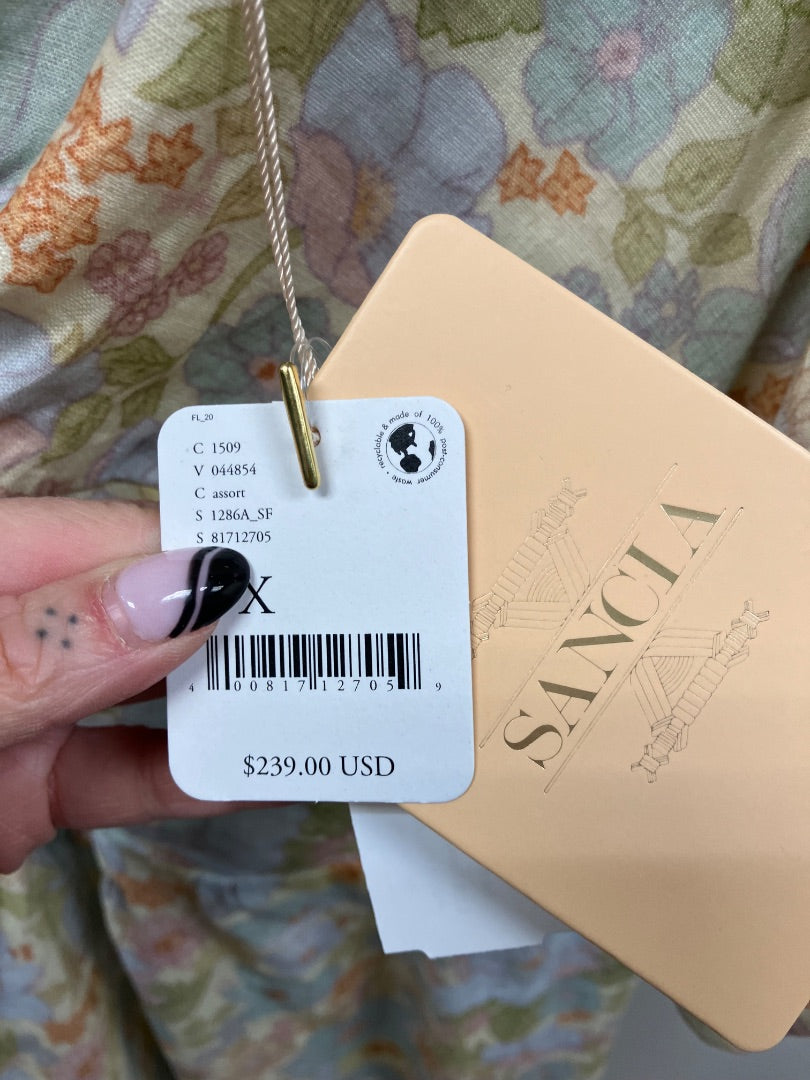 FL_20
C 1509
V 044854
C assort
S 1286A_SF
S 81712705
X
recyclable & made of 100% post-consumer waste •
4 00817 12705 9
$239.00 USD
SANCIA